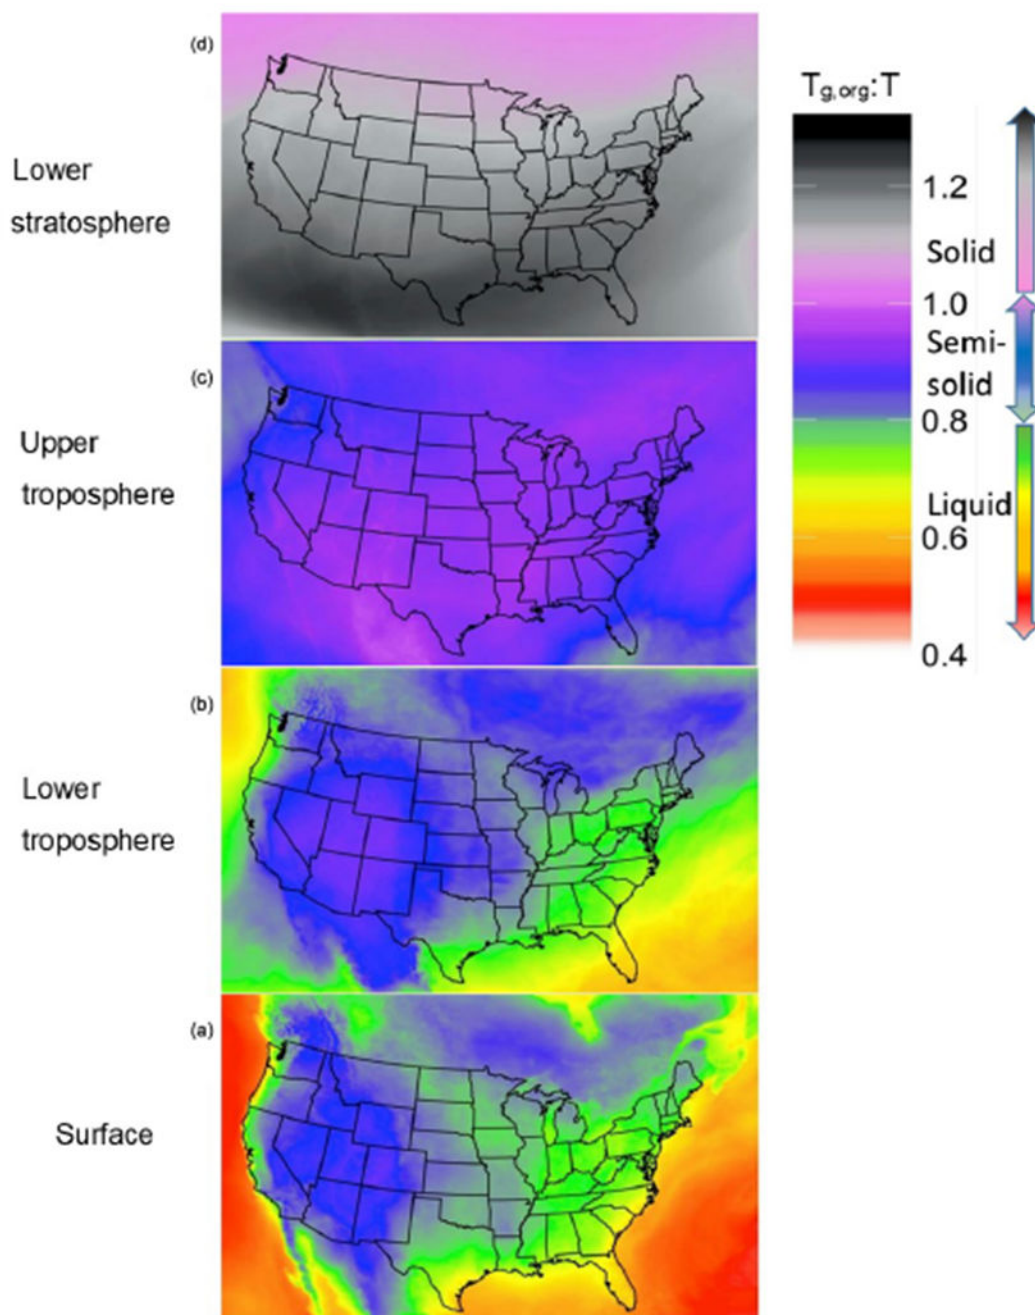 (d)
Lower
stratosphere
(c)
Upper
troposphere
(b)
Lower
troposphere
(a)
Surface
Tg,org:T
1.2
Solid
1.0
Semi-
solid
0.8
Liquid
0.6
0.4